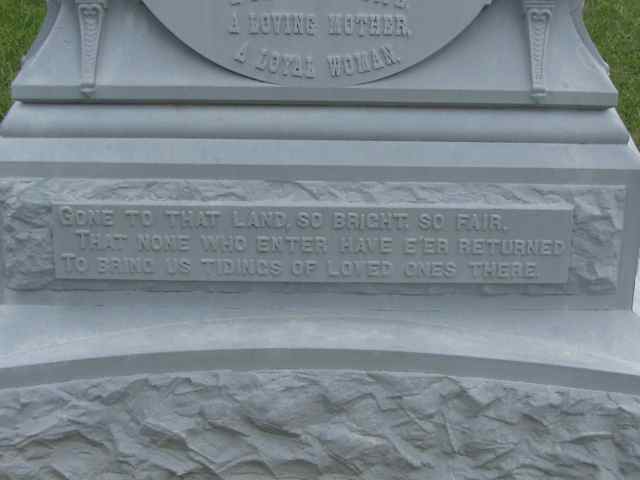 A LOVING MOTHER.
A LOYAL WOMAN.
GONE TO THAT LAND, SO BRIGHT, SO FAIR.
THAT NONE WHO ENTER HAVE E'ER RETURNED
TO BRING US TIDINGS OF LOVED ONES THERE.